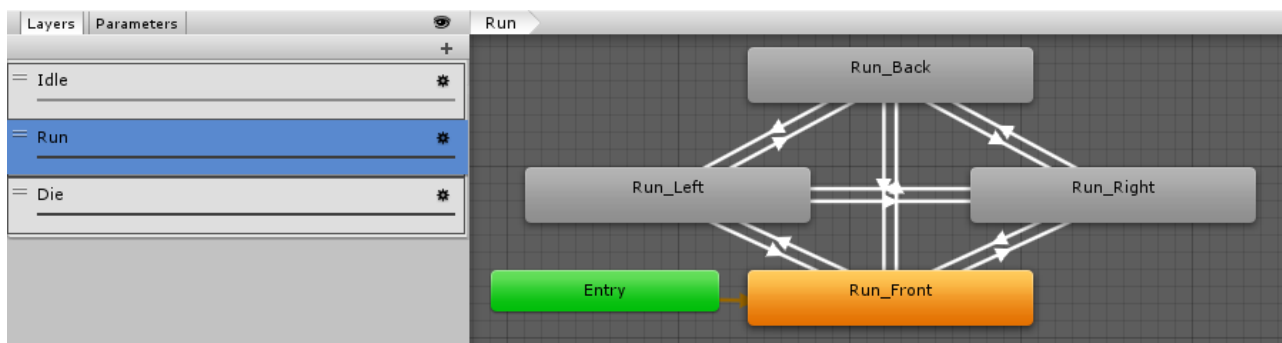 Layers Parameters
Run
Idle
Run
Die
Run_Back
Run_Left
Run_Right
Entry
Run_Front